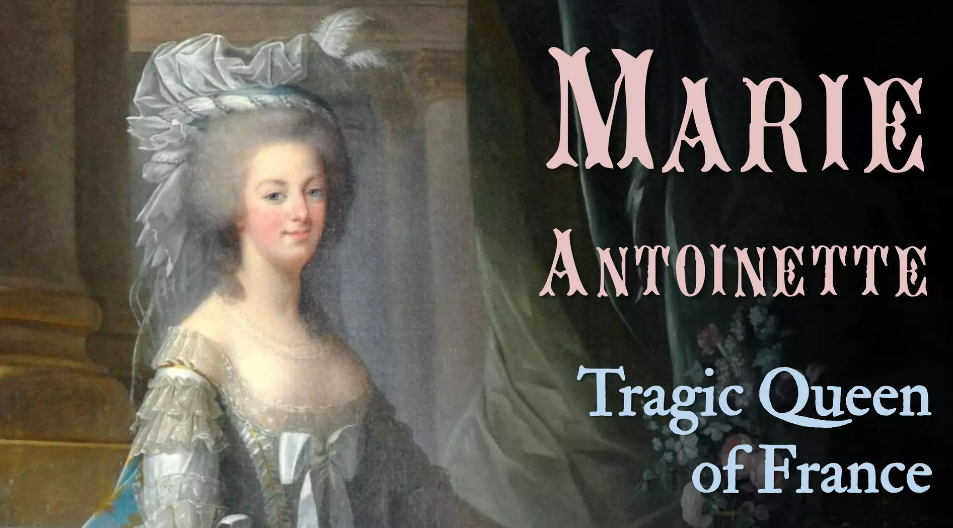 Marie
Antoinette
Tragic Queen
of France